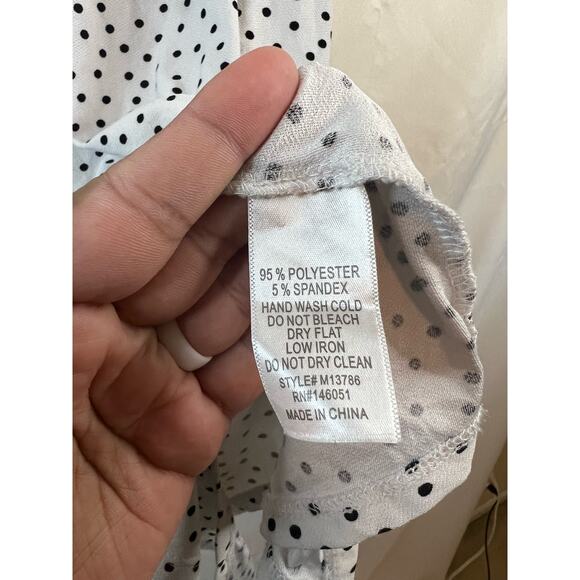 95 % POLYESTER
5 % SPANDEX
HAND WASH COLD
DO NOT BLEACH
DRY FLAT
LOW IRON
DO NOT DRY CLEAN
STYLE# M13786
RN#146051
MADE IN CHINA